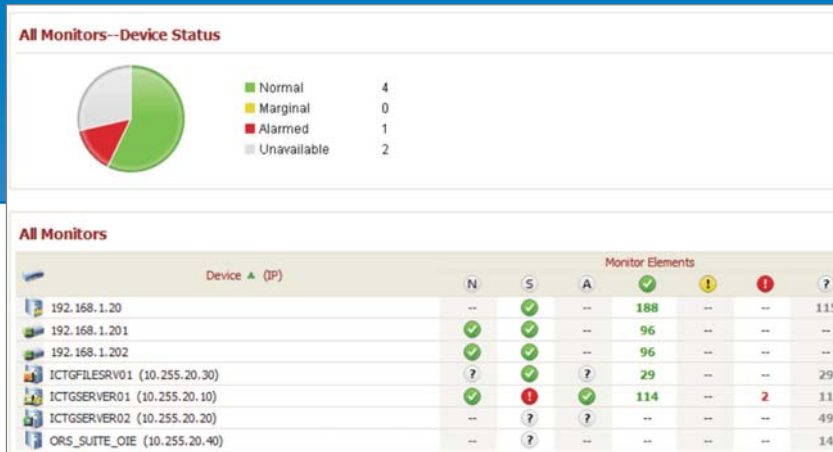 All Monitors--Device Status
Normal 4
Marginal 0
Alarmed 1
Unavailable 2
All Monitors
Device (IP) Monitor Elements
N S A ! ! ?
192.168.1.20 -- -- 188 -- --
192.168.1.201 -- 96 -- -- --
192.168.1.202 -- 96 -- -- --
ICTGFILESRV01 (10.255.20.30) ? ? 29 -- -- 29
ICTGSERVER01 (10.255.20.10) ! 114 -- 2
ICTGSERVER02 (10.255.20.20) -- ? ? -- -- -- 49
ORS_SUITE_OIE (10.255.20.40) -- ? -- -- -- --